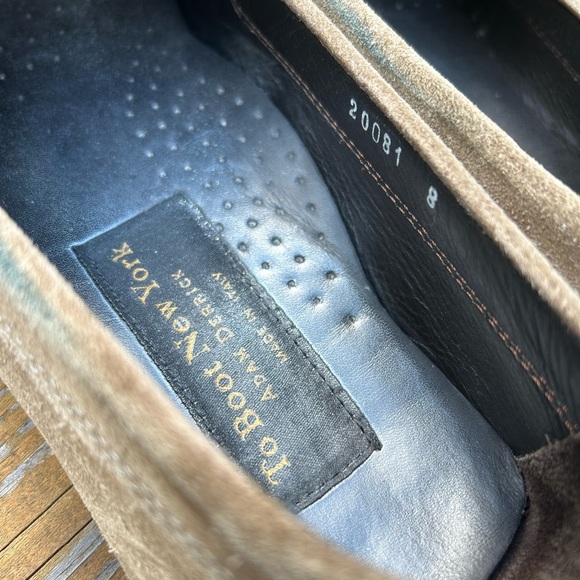 To Boot New York
ADAM DERRICK
MADE IN ITALY
20081 8